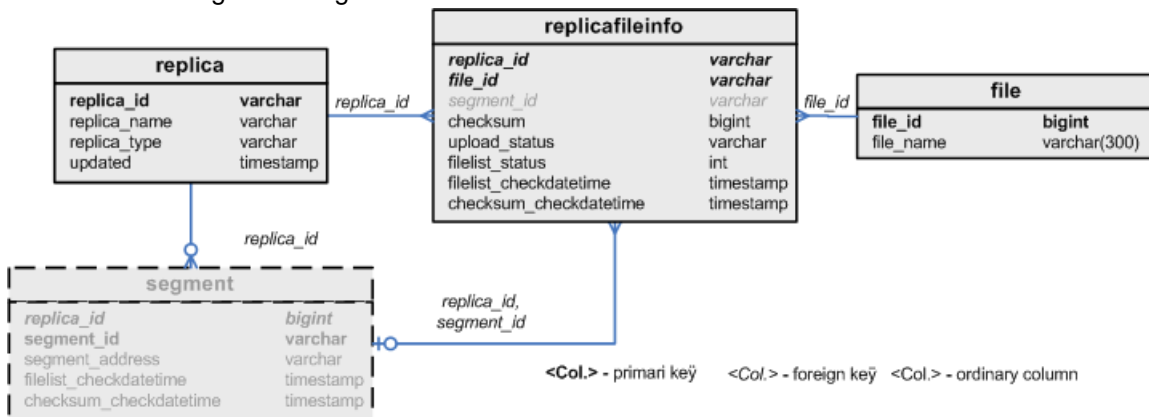 replicafileinfo
replica_id varchar
file_id varchar
segment_id varchar
checksum bigint
upload_status varchar
filelist_status int
filelist_checkdatetime timestamp
checksum_checkdatetime timestamp
replica
replica_id varchar
replica_name varchar
replica_type varchar
updated timestamp
replica_id
file_id
file
file_id bigint
file_name varchar(300)
replica_id
segment
replica_id bigint
segment_id varchar
segment_address varchar
filelist_checkdatetime timestamp
checksum_checkdatetime timestamp
replica_id,
segment_id
<Col.> - primari keÿ <Col.> - foreign keÿ <Col.> - ordinary column